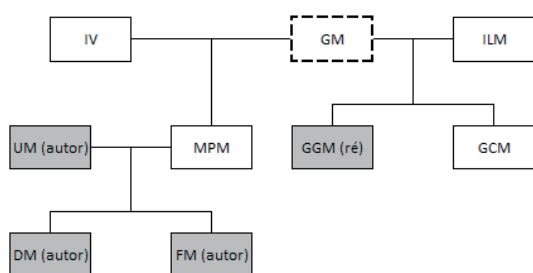 IV
GM
ILM
UM (autor)
MPM
GGM (ré)
GCM
DM (autor)
FM (autor)